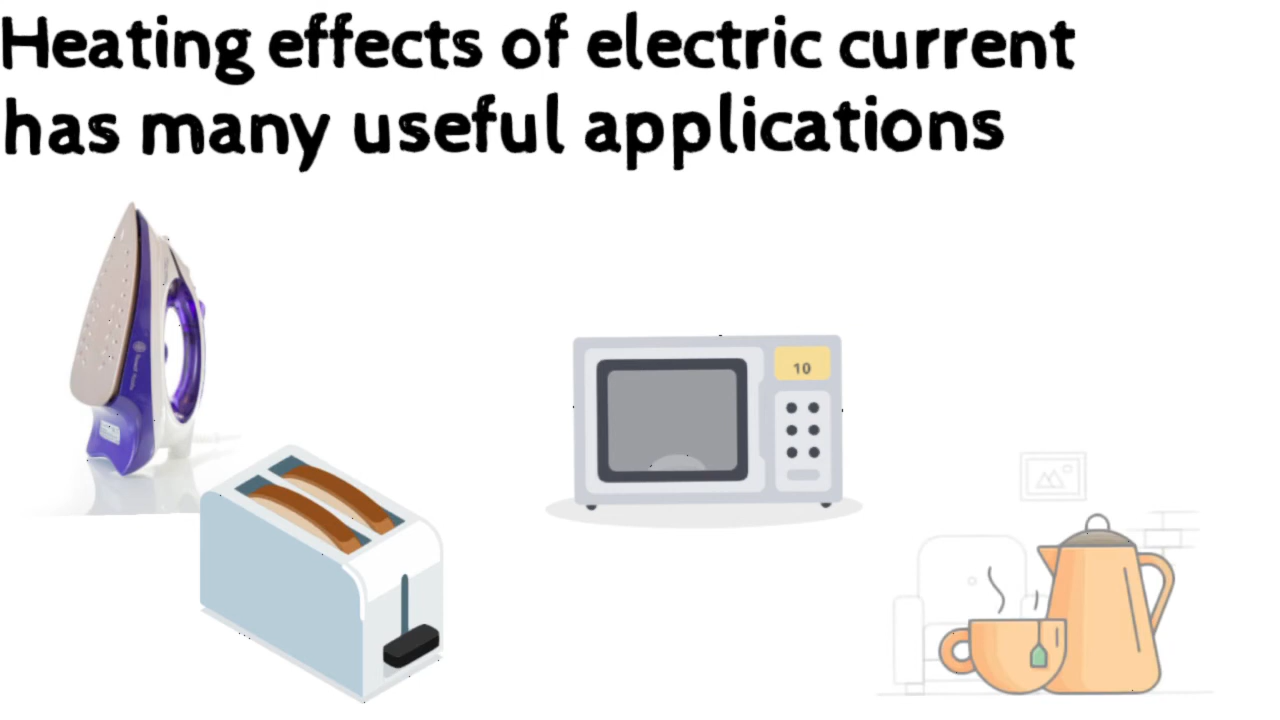 Heating effects of electric current
has many useful applications
10